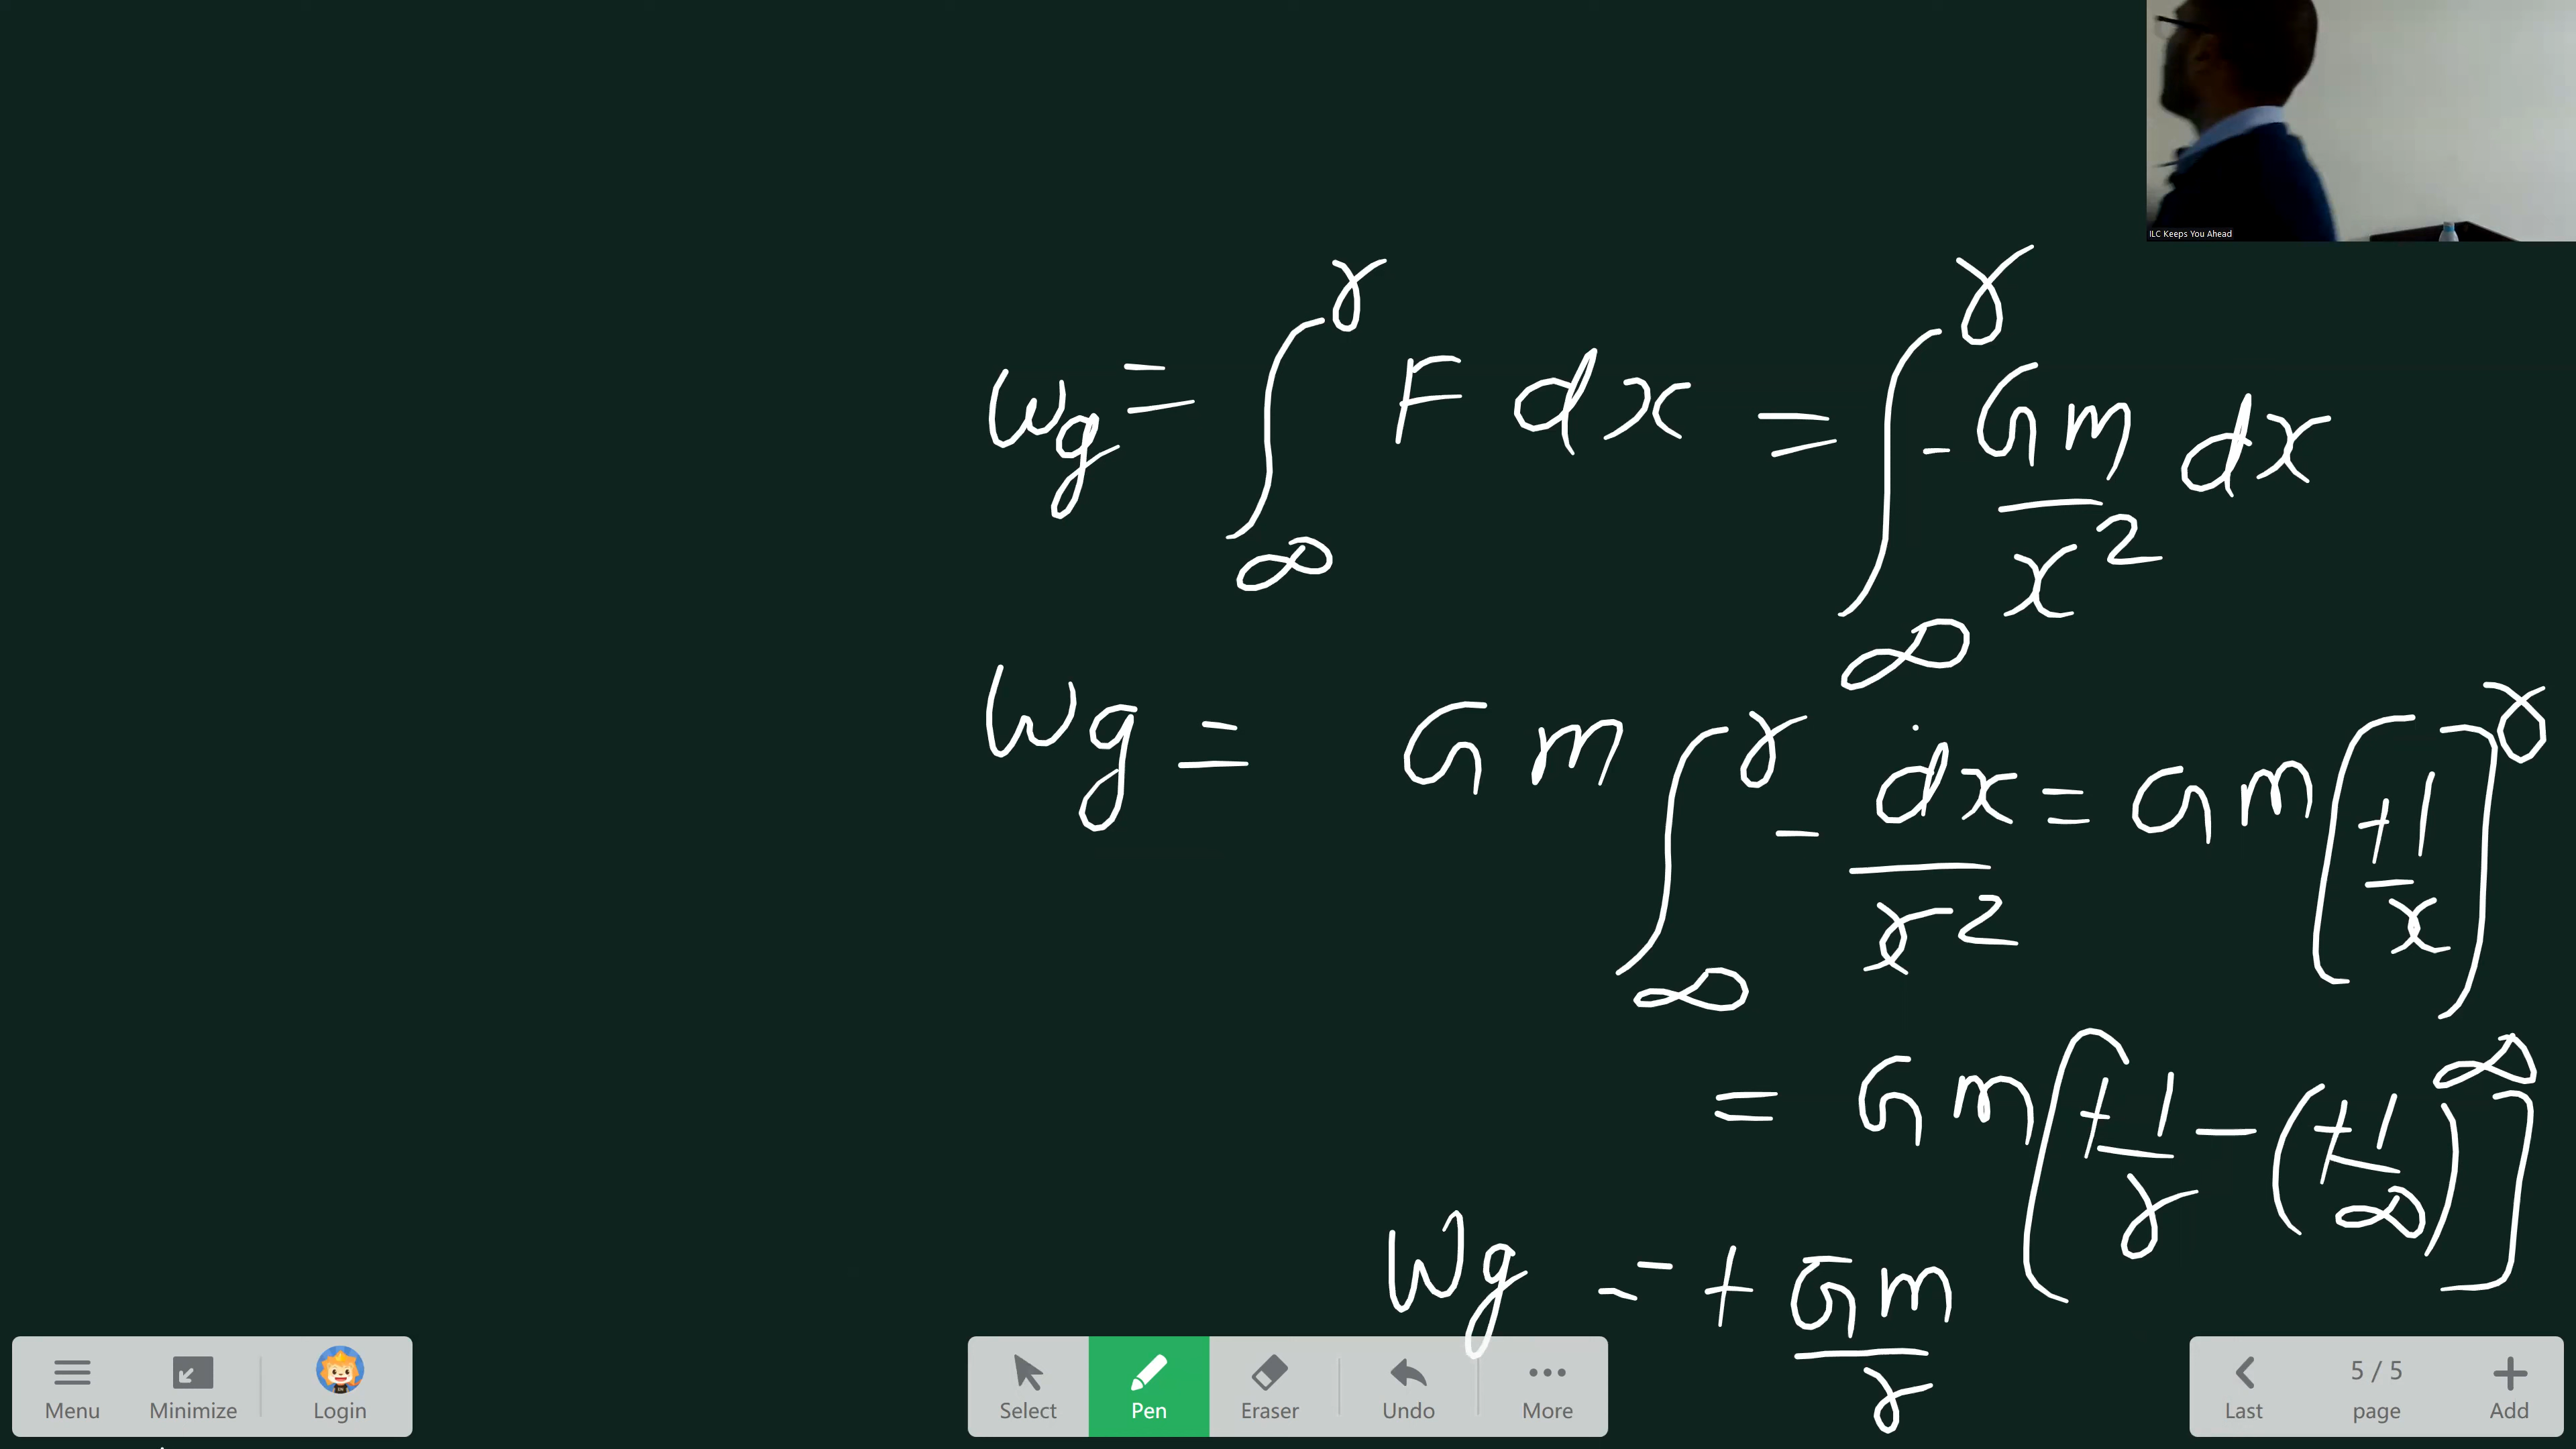 ILC Keeps You Ahead
Wg = ∫_∞^r F dx = ∫_∞^r - Gm/x² dx
Wg = Gm ∫_∞^r - dx/x² = Gm [+1/x]_∞^r
= Gm [+1/r - (+1/∞)]
Wg = + Gm/r
Menu Minimize Login
Select Pen Eraser Undo More
Last 5 / 5 page Add